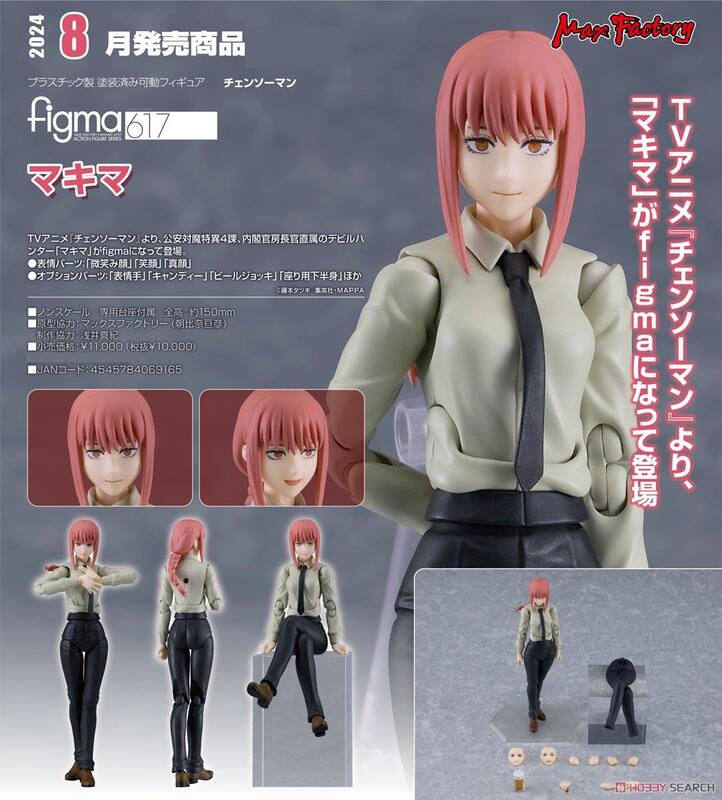 2024
8月発売商品
Max Factory
プラスチック製 塗装済み可動フィギュア チェンソーマン
figma 617
マキマ
TVアニメ『チェンソーマン』より、公安対魔特異4課、内閣官房長官直属のデビルハ
ンター「マキマ」がfigmaになって登場。
●表情パーツ：「微笑み顔」「笑顔」「真顔」
●オプションパーツ：「表情手」「キャンディー」「ビールジョッキ」「座り用下半身」ほか
©藤本タツキ／集英社・MAPPA
■ノンスケール 専用台座付属 全高：約150mm
■原型協力：マックスファクトリー（朝比奈亘彦）
制作協力：浅井真紀
■小売価格：¥11,000（税抜¥10,000）
■JANコード：4545784069165
TVアニメ『チェンソーマン』より、
「マキマ」がfigmaになって登場
HOBBY SEARCH